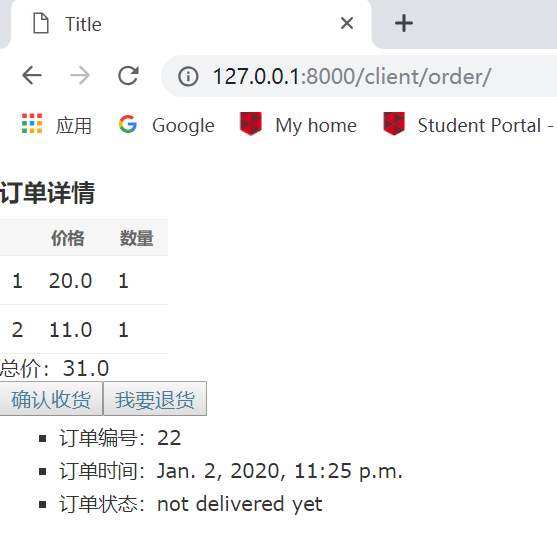 Title
127.0.0.1:8000/client/order/
应用 Google My home Student Portal -
订单详情
价格 数量
1 20.0 1
2 11.0 1
总价：31.0
确认收货 我要退货
订单编号：22
订单时间：Jan. 2, 2020, 11:25 p.m.
订单状态：not delivered yet